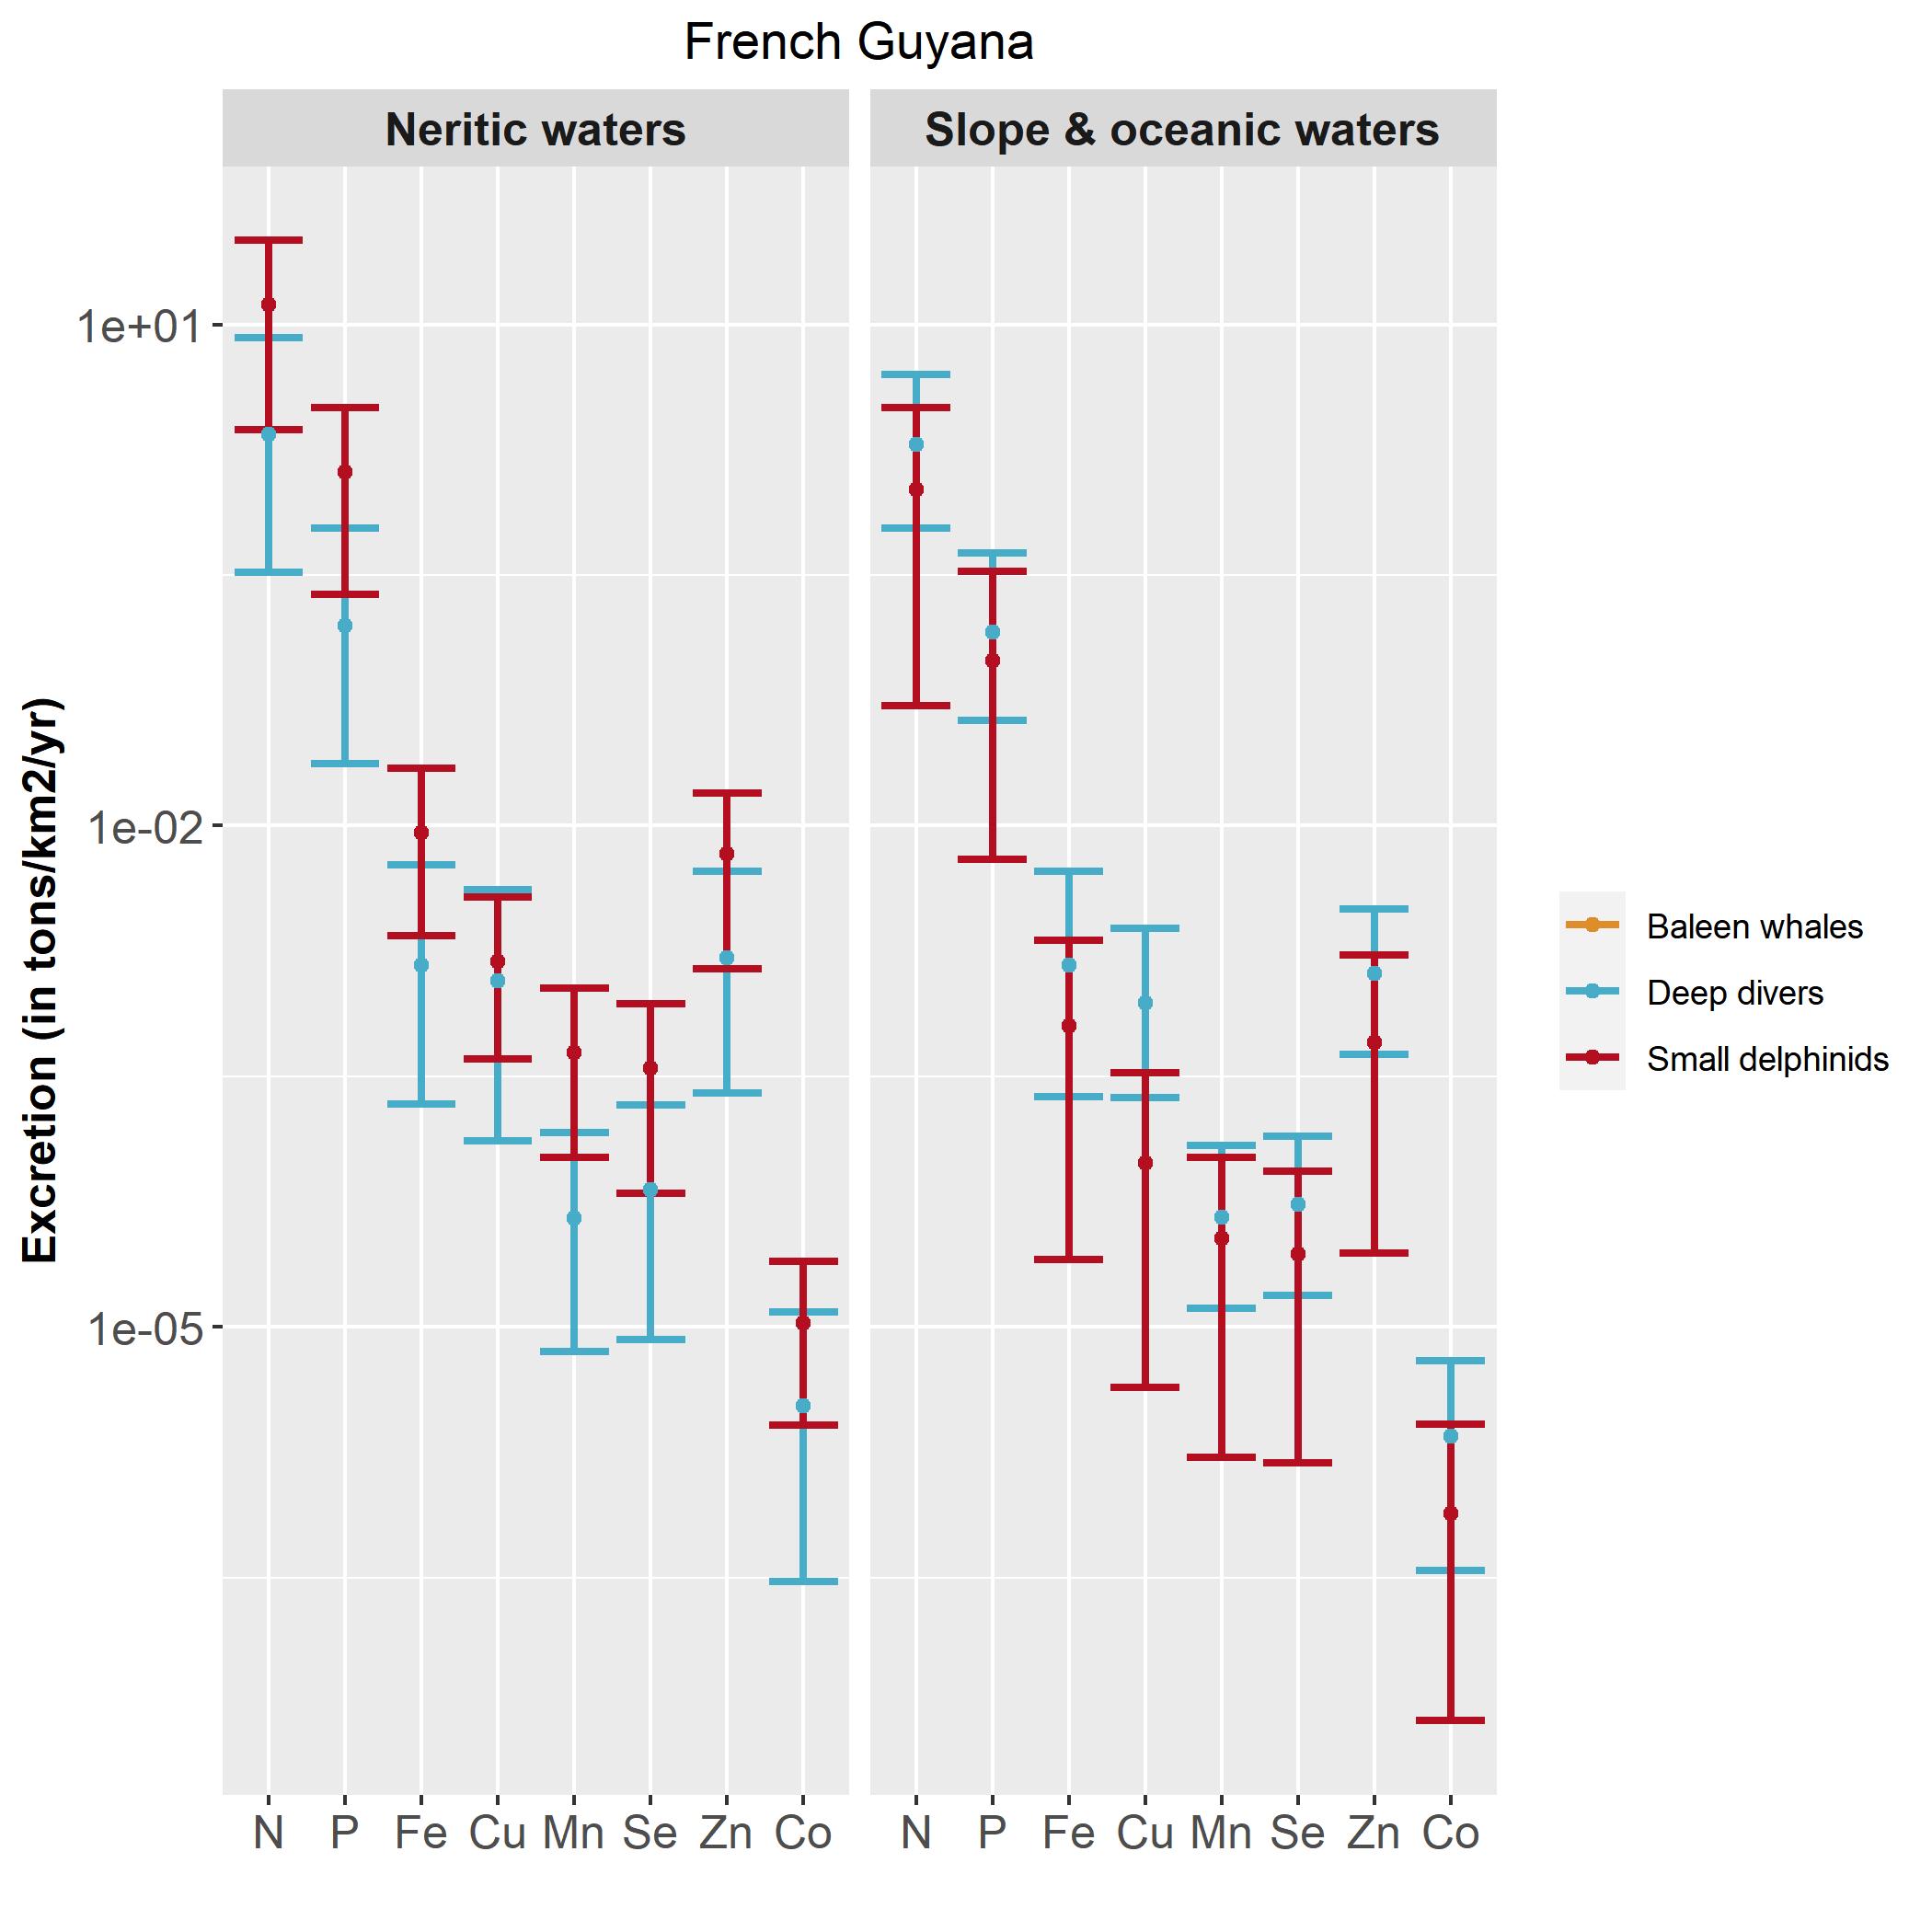 French Guyana
Neritic waters
Slope & oceanic waters
Excretion (in tons/km2/yr)
1e+01
1e-02
1e-05
N P Fe Cu Mn Se Zn Co
N P Fe Cu Mn Se Zn Co
Baleen whales
Deep divers
Small delphinids